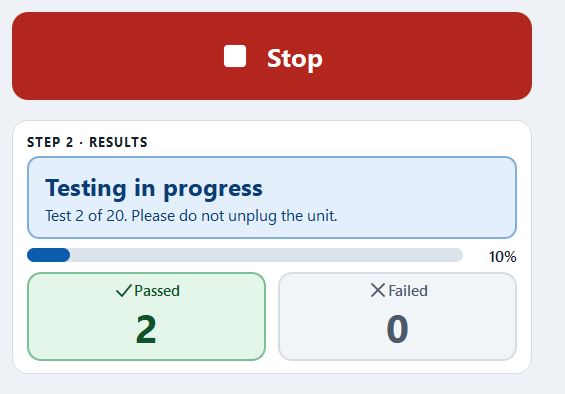 Stop
STEP 2 · RESULTS
Testing in progress
Test 2 of 20. Please do not unplug the unit.
10%
Passed
Failed
2
0